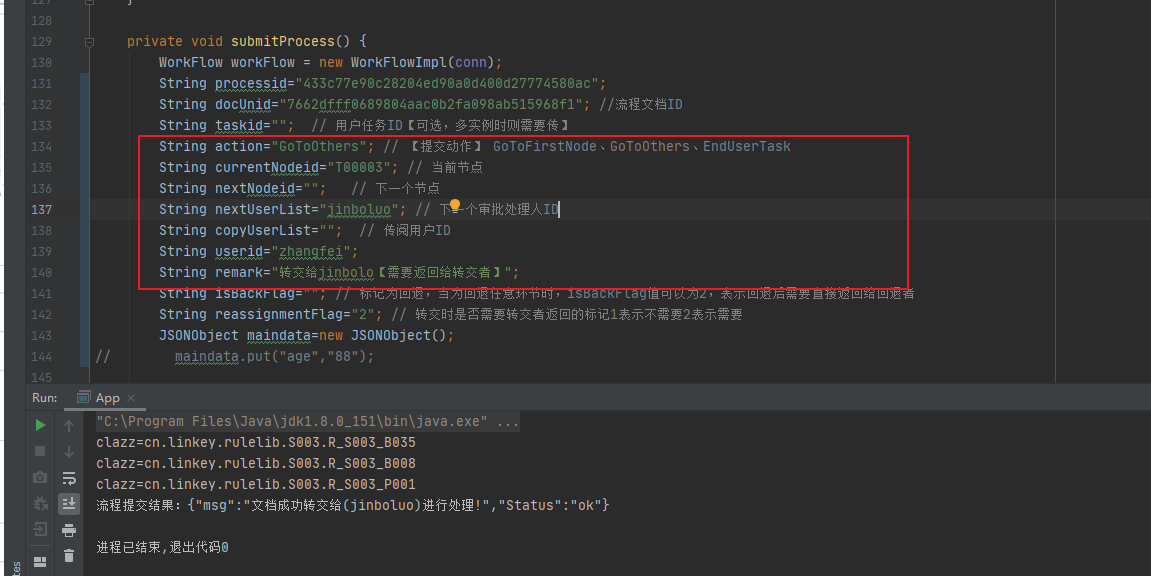 127 }
128
129 private void submitProcess() {
130 WorkFlow workFlow = new WorkFlowImpl(conn);
131 String processid="433c77e90c28204ed90a0d400d27774580ac";
132 String docUnid="7662dfff0689804aac0b2fa098ab515968f1"; //流程文档ID
133 String taskid=""; // 用户任务ID【可选，多实例时则需要传】
134 String action="GoToOthers"; // 【提交动作】 GoToFirstNode、GoToOthers、EndUserTask
135 String currentNodeid="T00003"; // 当前节点
136 String nextNodeid=""; // 下一个节点
137 String nextUserList="jinboluo"; // 下一个审批处理人ID
138 String copyUserList=""; // 传阅用户ID
139 String userid="zhangfei";
140 String remark="转交给jinbolo【需要返回给转交者】";
141 String isBackFlag=""; // 标记为回退，当为回退任意环节时，isBackFlag值可以为2，表示回退后需要直接返回给回退者
142 String reassignmentFlag="2"; // 转交时是否需要转交者返回的标记1表示不需要2表示需要
143 JSONObject maindata=new JSONObject();
144 // maindata.put("age","88");
145
Run: App ×
"C:\Program Files\Java\jdk1.8.0_151\bin\java.exe" ...
clazz=cn.linkey.rulelib.S003.R_S003_B035
clazz=cn.linkey.rulelib.S003.R_S003_B008
clazz=cn.linkey.rulelib.S003.R_S003_P001
流程提交结果：{"msg":"文档成功转交给(jinboluo)进行处理!","Status":"ok"}
进程已结束,退出代码0